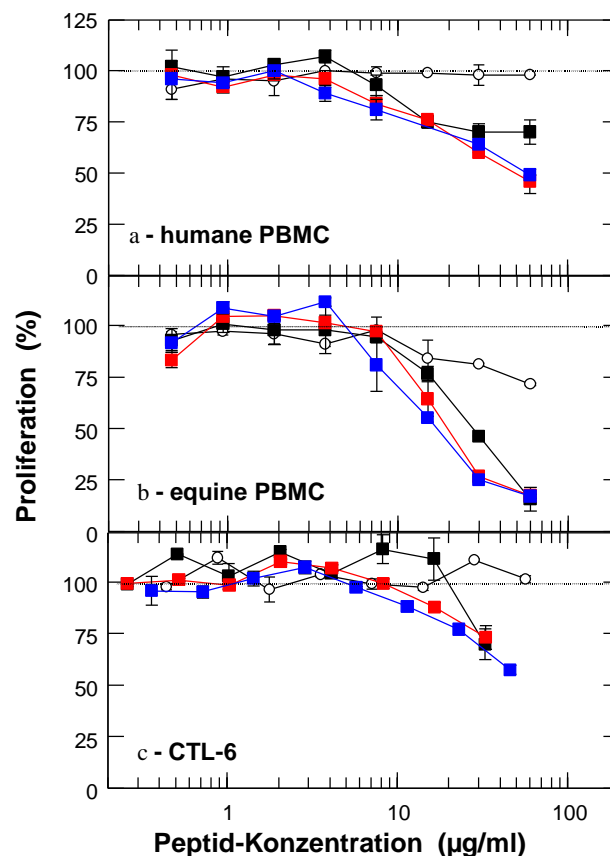 125
100
75
50
25
0
a - humane PBMC
100
75
50
25
0
b - equine PBMC
100
75
50
25
0
c - CTL-6
Proliferation (%)
1 10 100
Peptid-Konzentration (µg/ml)